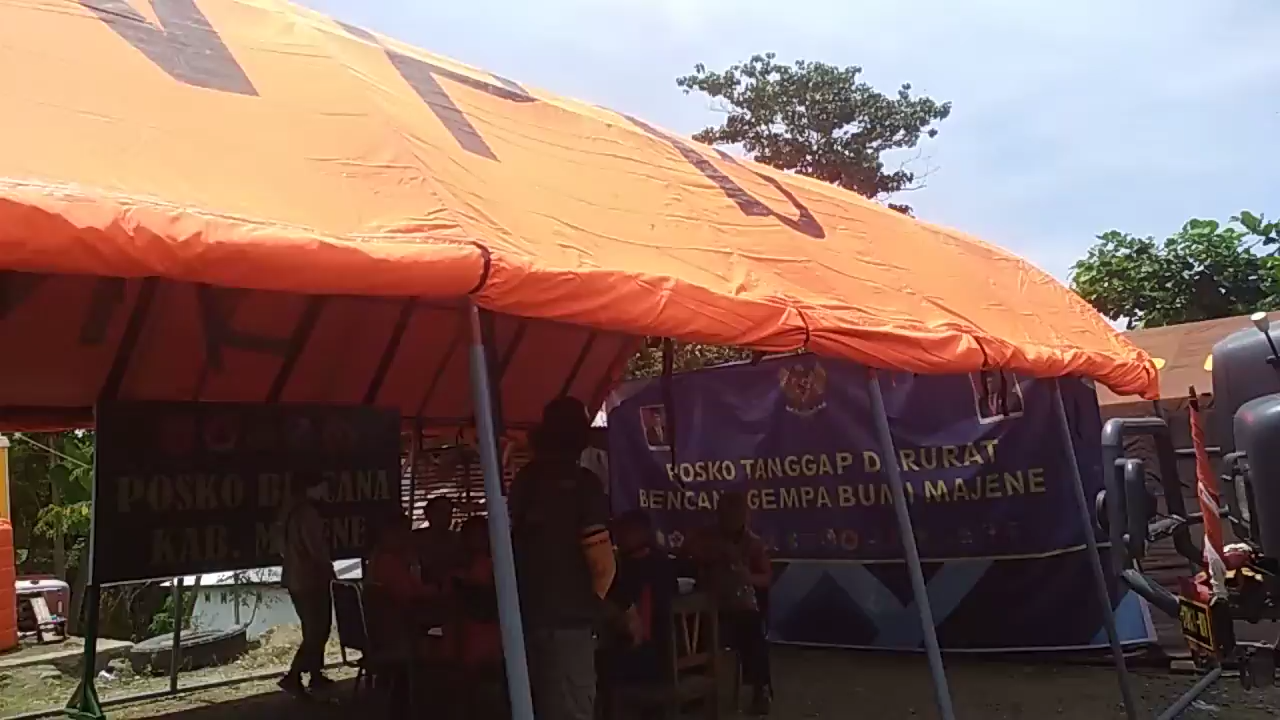 POSKO BENCANA
KAB. MAJENE
POSKO TANGGAP DARURAT
BENCANA GEMPA BUMI MAJENE